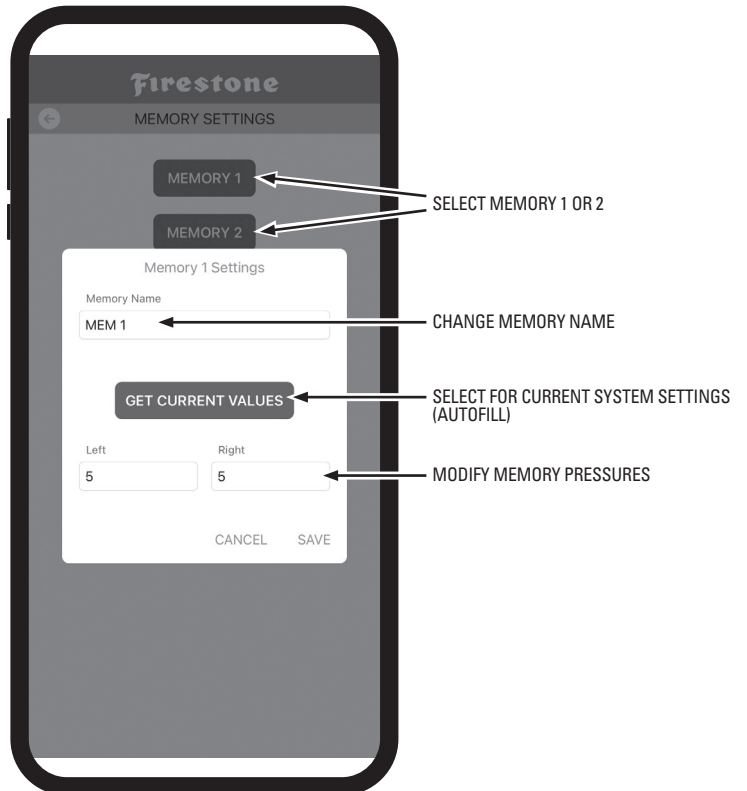 Firestone
MEMORY SETTINGS
MEMORY 1
SELECT MEMORY 1 OR 2
MEMORY 2
Memory 1 Settings
Memory Name
MEM 1
CHANGE MEMORY NAME
GET CURRENT VALUES
SELECT FOR CURRENT SYSTEM SETTINGS
(AUTOFILL)
Left
Right
5
5
MODIFY MEMORY PRESSURES
CANCEL
SAVE